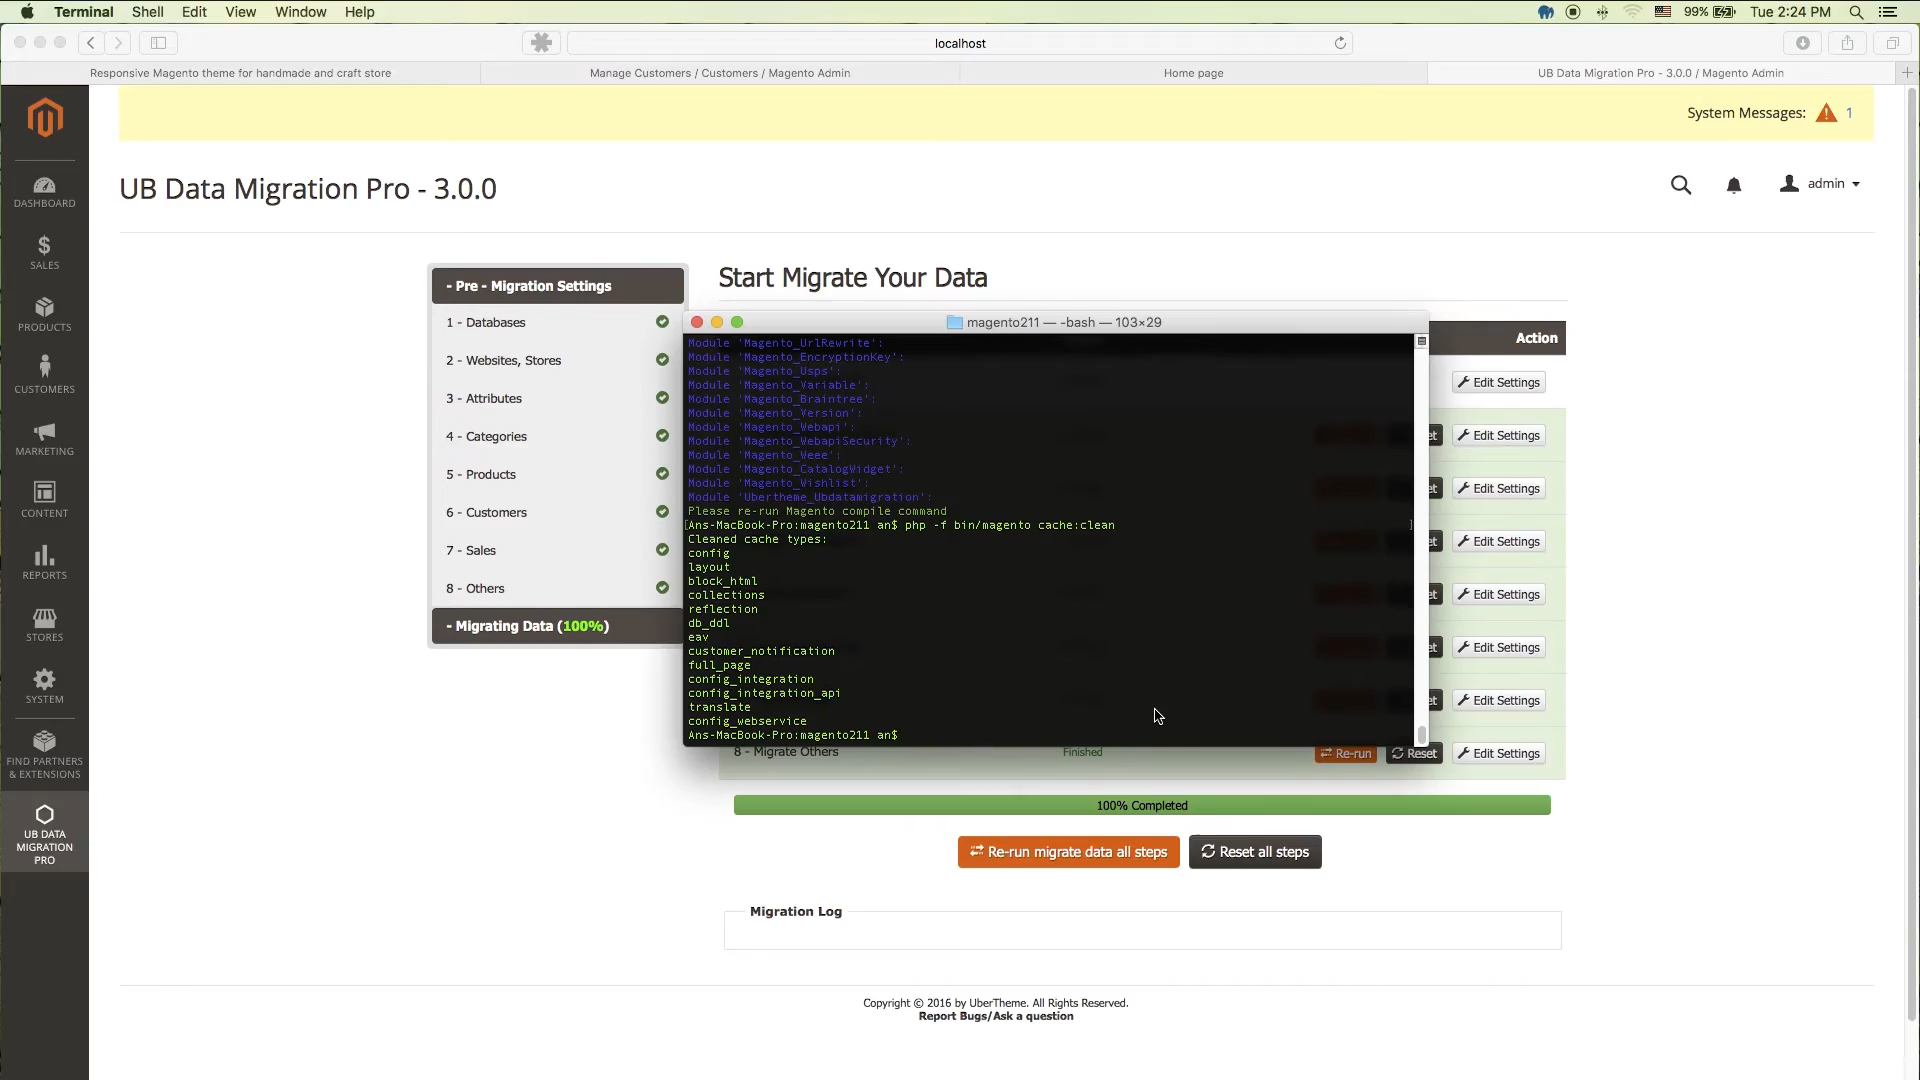 Terminal Shell Edit View Window Help 99% Tue 2:24 PM
localhost
Responsive Magento theme for handmade and craft store Manage Customers / Customers / Magento Admin Home page UB Data Migration Pro - 3.0.0 / Magento Admin
System Messages: 1
UB Data Migration Pro - 3.0.0
admin
DASHBOARD
SALES
PRODUCTS
CUSTOMERS
MARKETING
CONTENT
REPORTS
STORES
SYSTEM
FIND PARTNERS
& EXTENSIONS
UB DATA
MIGRATION
PRO
- Pre - Migration Settings
1 - Databases
2 - Websites, Stores
3 - Attributes
4 - Categories
5 - Products
6 - Customers
7 - Sales
8 - Others
- Migrating Data (100%)
Start Migrate Your Data
Action
Edit Settings
et Edit Settings
et Edit Settings
et Edit Settings
et Edit Settings
et Edit Settings
et Edit Settings
magento211 — -bash — 103×29
Module 'Magento_UrlRewrite':
Module 'Magento_EncryptionKey':
Module 'Magento_Usps':
Module 'Magento_Variable':
Module 'Magento_Braintree':
Module 'Magento_Version':
Module 'Magento_Webapi':
Module 'Magento_WebapiSecurity':
Module 'Magento_Weee':
Module 'Magento_CatalogWidget':
Module 'Magento_Wishlist':
Module 'Ubertheme_Ubdatamigration':
Please re-run Magento compile command
[Ans-MacBook-Pro:magento211 an$ php -f bin/magento cache:clean ]
Cleaned cache types:
config
layout
block_html
collections
reflection
db_ddl
eav
customer_notification
full_page
config_integration
config_integration_api
translate
config_webservice
Ans-MacBook-Pro:magento211 an$
8 - Migrate Others Finished Re-run Reset Edit Settings
100% Completed
Re-run migrate data all steps Reset all steps
Migration Log
Copyright © 2016 by UberTheme. All Rights Reserved.
Report Bugs/Ask a question